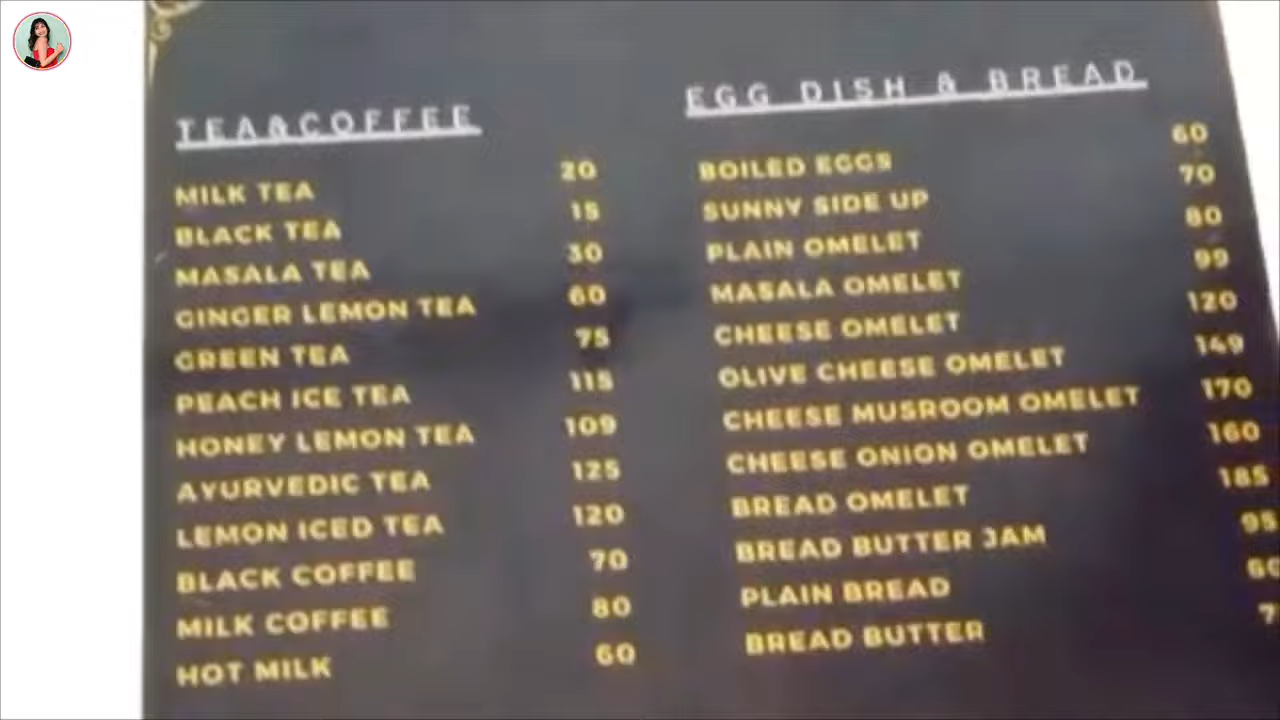 TEA&COFFEE
MILK TEA 20
BLACK TEA 15
MASALA TEA 30
GINGER LEMON TEA 60
GREEN TEA 75
PEACH ICE TEA 115
HONEY LEMON TEA 109
AYURVEDIC TEA 125
LEMON ICED TEA 120
BLACK COFFEE 70
MILK COFFEE 80
HOT MILK 60
EGG DISH & BREAD
BOILED EGGS 60
SUNNY SIDE UP 70
PLAIN OMELET 80
MASALA OMELET 99
CHEESE OMELET 120
OLIVE CHEESE OMELET 149
CHEESE MUSROOM OMELET 170
CHEESE ONION OMELET 160
BREAD OMELET 185
BREAD BUTTER JAM 95
PLAIN BREAD
BREAD BUTTER